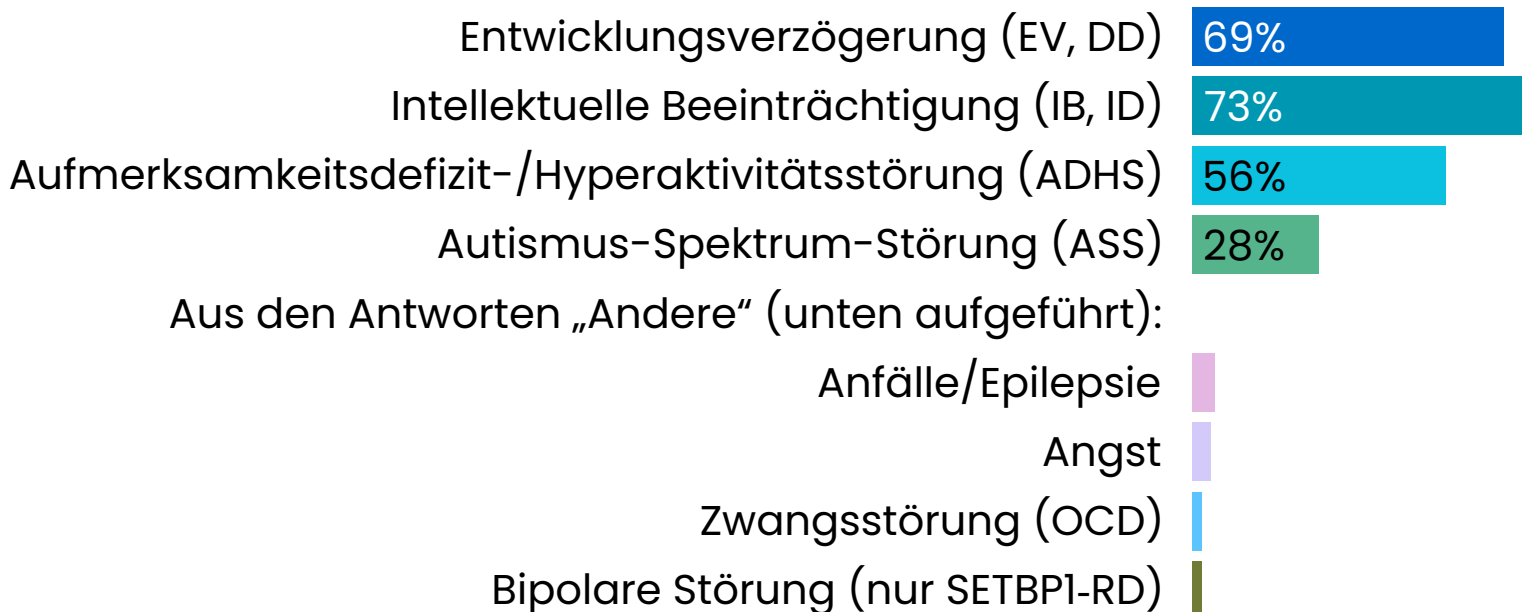 Entwicklungsverzögerung (EV, DD) 69%
Intellektuelle Beeinträchtigung (IB, ID) 73%
Aufmerksamkeitsdefizit-/Hyperaktivitätsstörung (ADHS) 56%
Autismus-Spektrum-Störung (ASS) 28%
Aus den Antworten „Andere“ (unten aufgeführt):
Anfälle/Epilepsie
Angst
Zwangsstörung (OCD)
Bipolare Störung (nur SETBP1-RD)